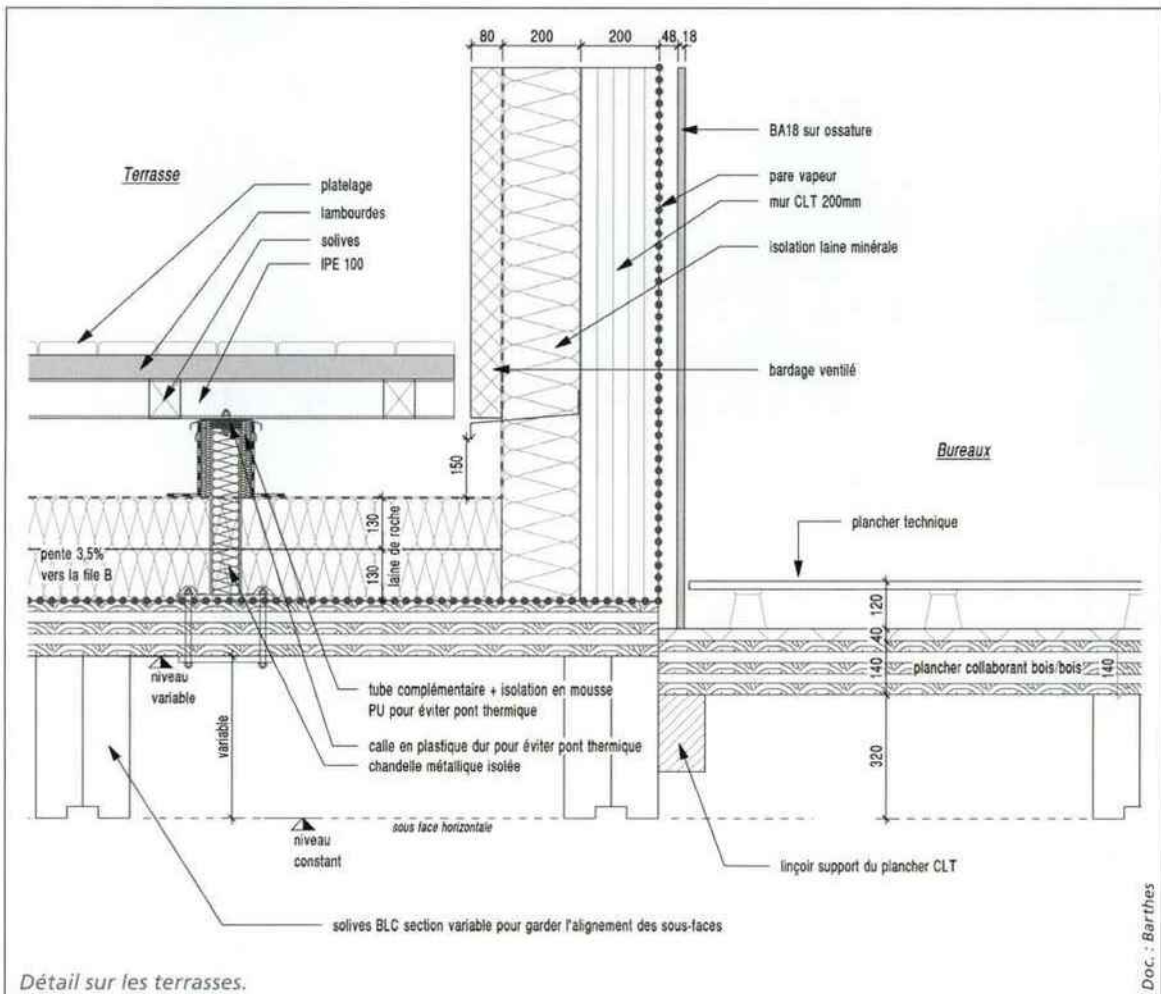 80
200
200
48
18
BA18 sur ossature
Terrasse
platelage
pare vapeur
lambourdes
mur CLT 200mm
solives
isolation laine minérale
IPE 100
bardage ventilé
150
Bureaux
130
130
laine de roche
plancher technique
pente 3,5%
vers la file B
120
40
140
plancher collaborant bois/bois
140
niveau
variable
tube complémentaire + isolation en mousse
PU pour éviter pont thermique
variable
calle en plastique dur pour éviter pont thermique
chandelle métallique isolée
320
sous face horizontale
niveau
constant
linçoir support du plancher CLT
solives BLC section variable pour garder l'alignement des sous-faces
Doc. : Barthes
Détail sur les terrasses.